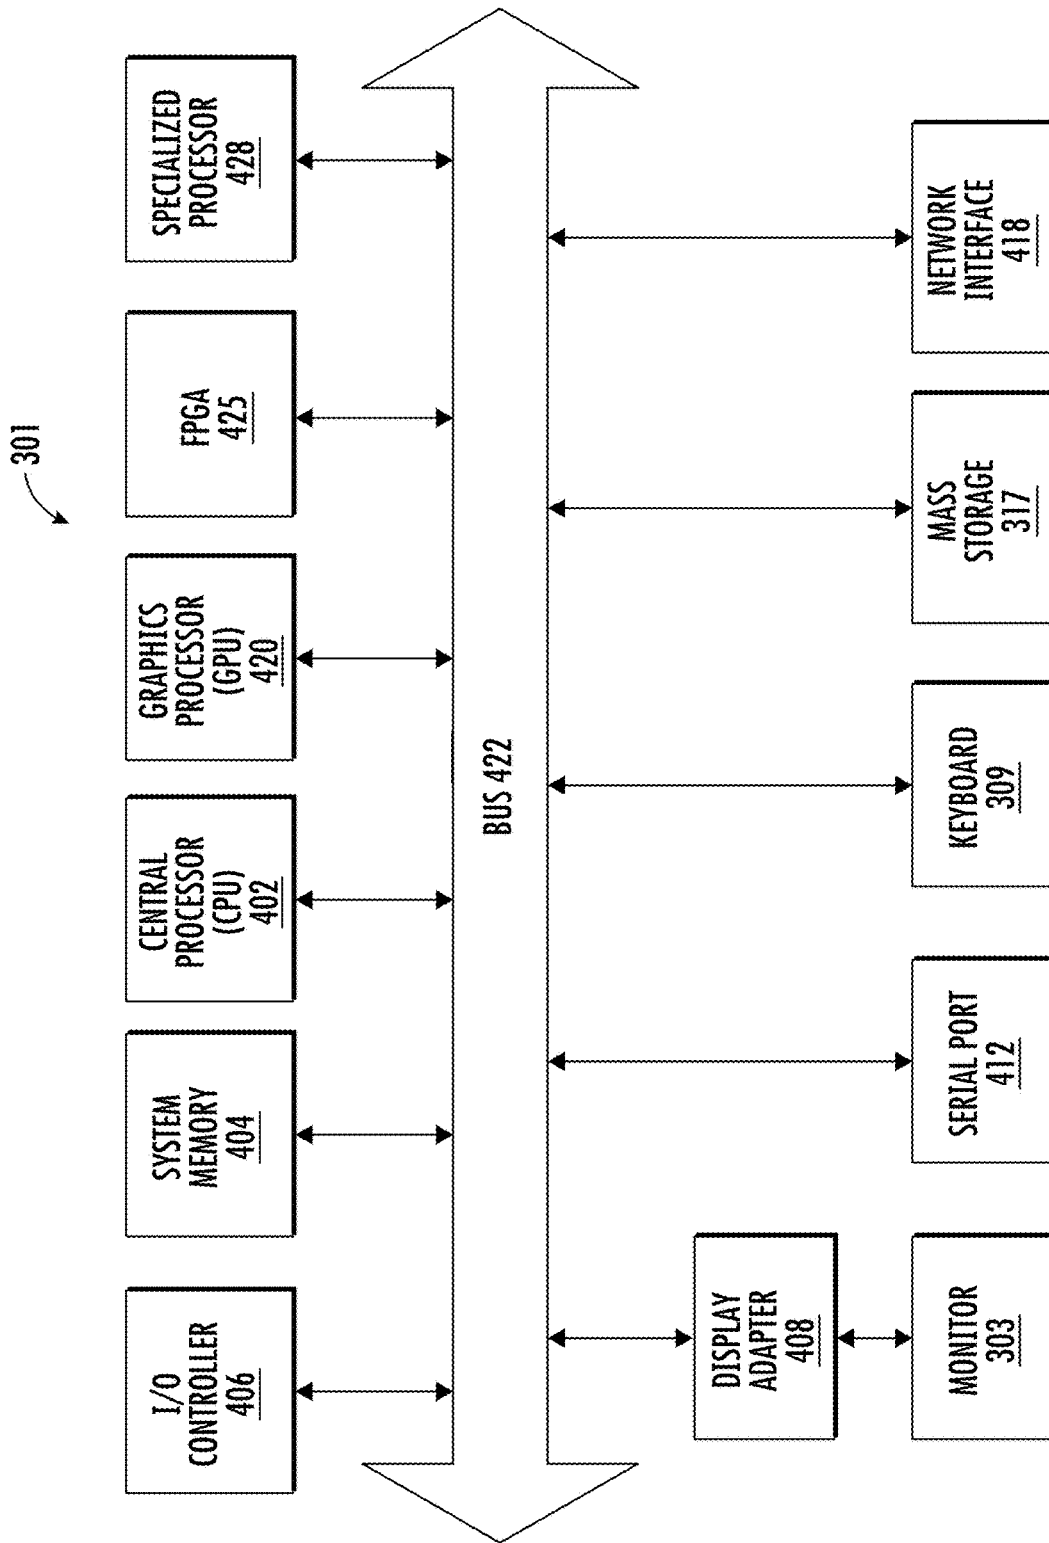 301
I/O
CONTROLLER
406
SYSTEM
MEMORY
404
CENTRAL
PROCESSOR
(CPU)
402
GRAPHICS
PROCESSOR
(GPU)
420
FPGA
425
SPECIALIZED
PROCESSOR
428
BUS 422
DISPLAY
ADAPTER
408
MONITOR
303
SERIAL PORT
412
KEYBOARD
309
MASS
STORAGE
317
NETWORK
INTERFACE
418